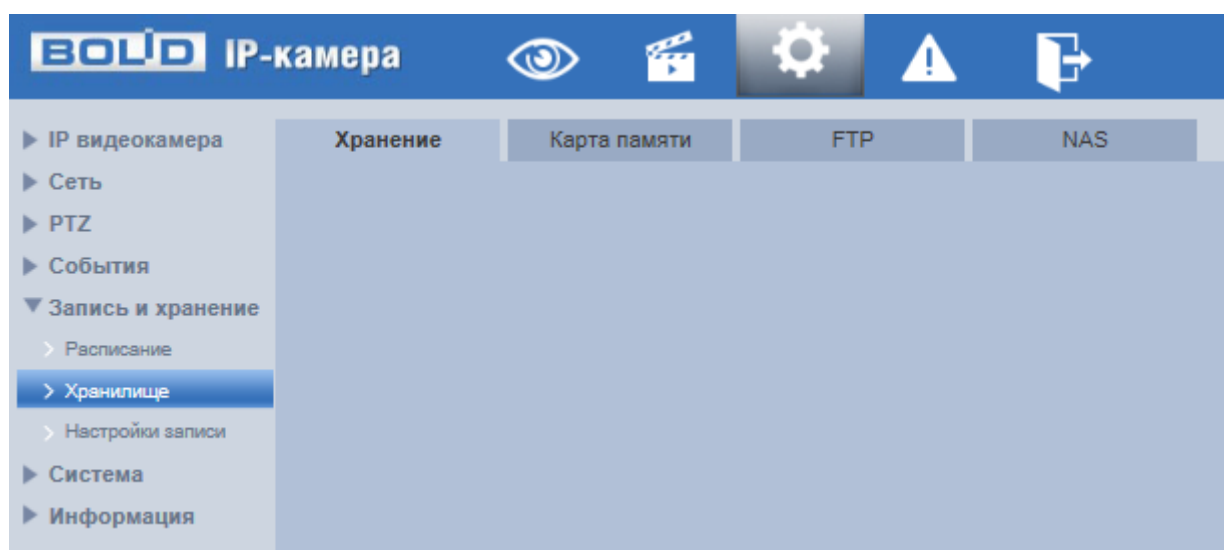 BOLID IP-камера
IP видеокамера
Сеть
PTZ
События
Запись и хранение
Расписание
Хранилище
Настройки записи
Система
Информация
Хранение Карта памяти FTP NAS